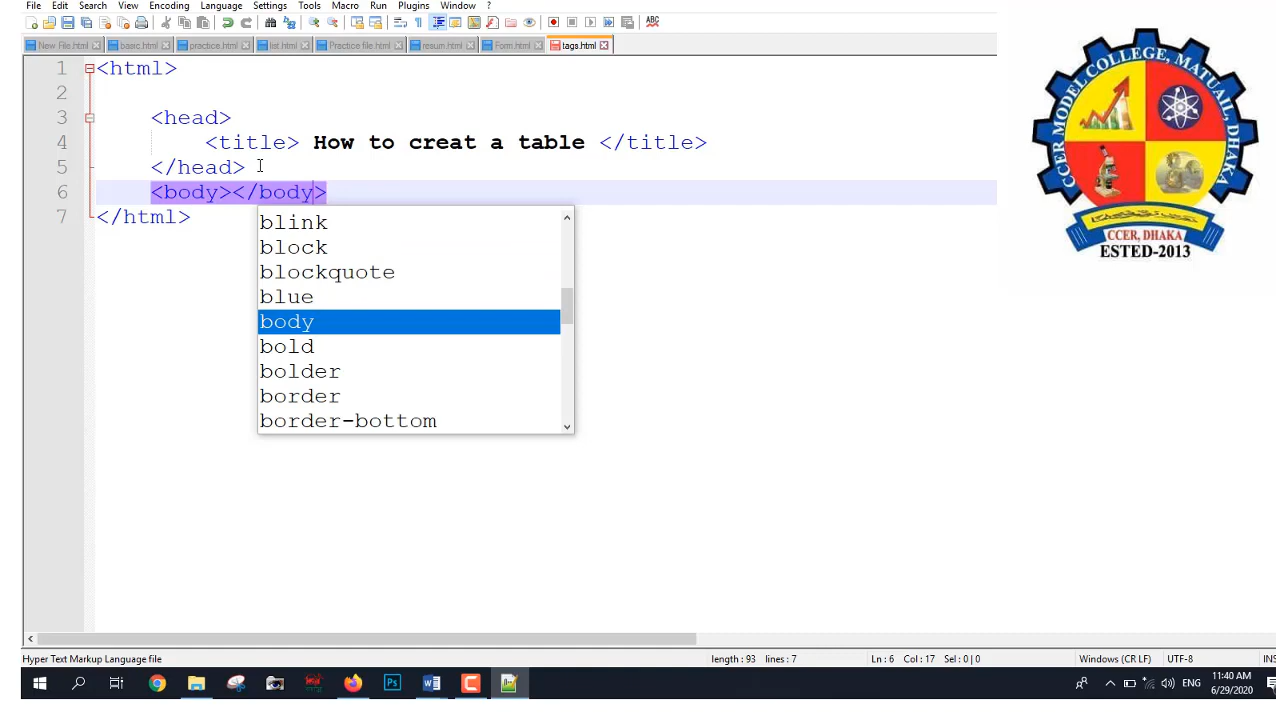 File Edit Search View Encoding Language Settings Tools Macro Run Plugins Window ?
New File.html basic.html practice.html list.html Practice file.html resum.html Form.html tags.html
1 <html>
2
3 <head>
4 <title> How to creat a table </title>
5 </head>
6 <body></body>
7 </html>
blink
block
blockquote
blue
body
bold
bolder
border
border-bottom
CCER MODEL COLLEGE, MATUAIL, DHAKA
CCER, DHAKA
ESTED-2013
Hyper Text Markup Language file length : 93 lines : 7 Ln : 6 Col : 17 Sel : 0 | 0 Windows (CR LF) UTF-8 INS
ENG 11:40 AM
6/29/2020